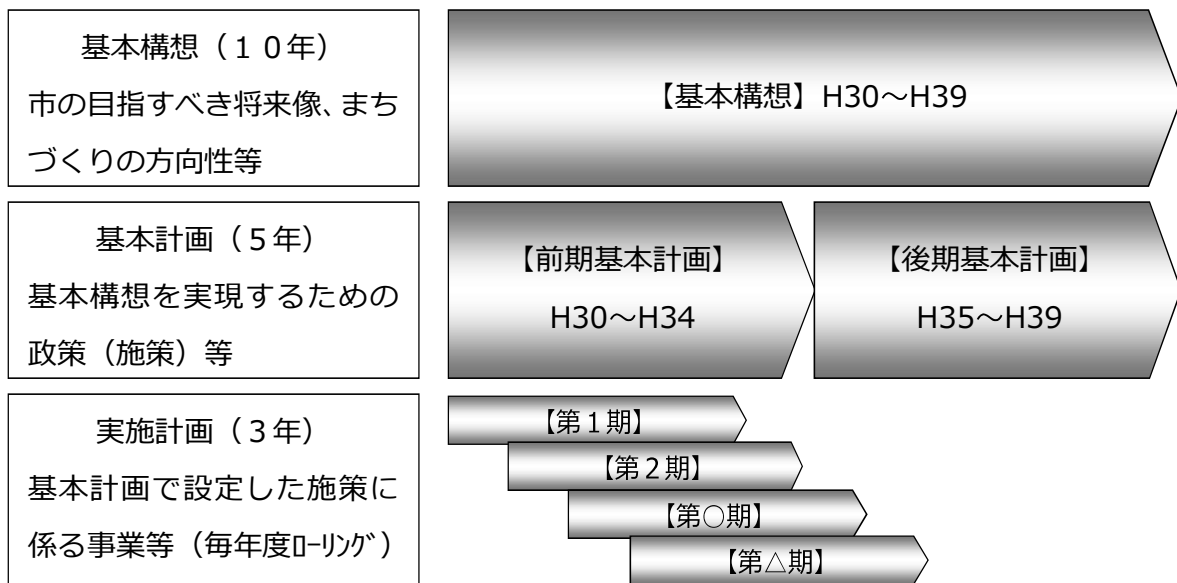 基本構想（１０年）
市の目指すべき将来像、まち
づくりの方向性等
【基本構想】H30～H39
基本計画（５年）
基本構想を実現するための
政策（施策）等
【前期基本計画】
H30～H34
【後期基本計画】
H35～H39
実施計画（３年）
基本計画で設定した施策に
係る事業等（毎年度ﾛｰﾘﾝｸﾞ）
【第１期】
【第２期】
【第○期】
【第△期】